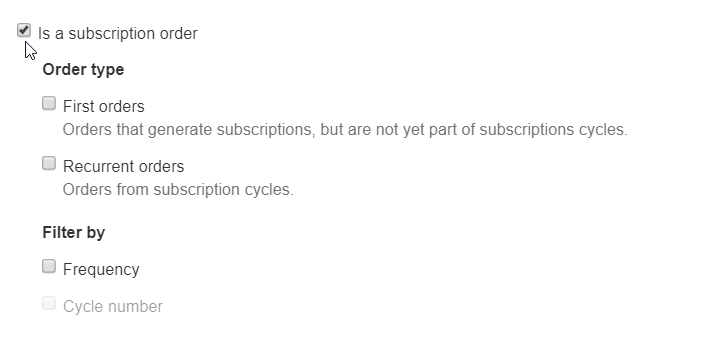 Is a subscription order
Order type
First orders
Orders that generate subscriptions, but are not yet part of subscriptions cycles.
Recurrent orders
Orders from subscription cycles.
Filter by
Frequency
Cycle number